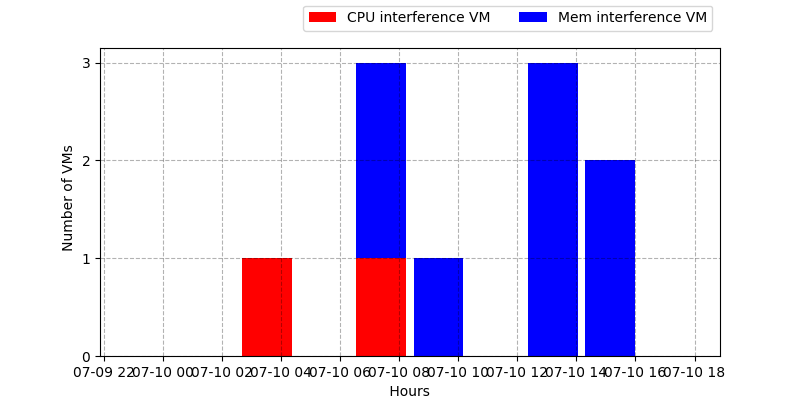 CPU interference VM Mem interference VM
3
2
1
0
Number of VMs
07-09 22 07-10 00 07-10 02 07-10 04 07-10 06 07-10 08 07-10 10 07-10 12 07-10 14 07-10 16 07-10 18
Hours